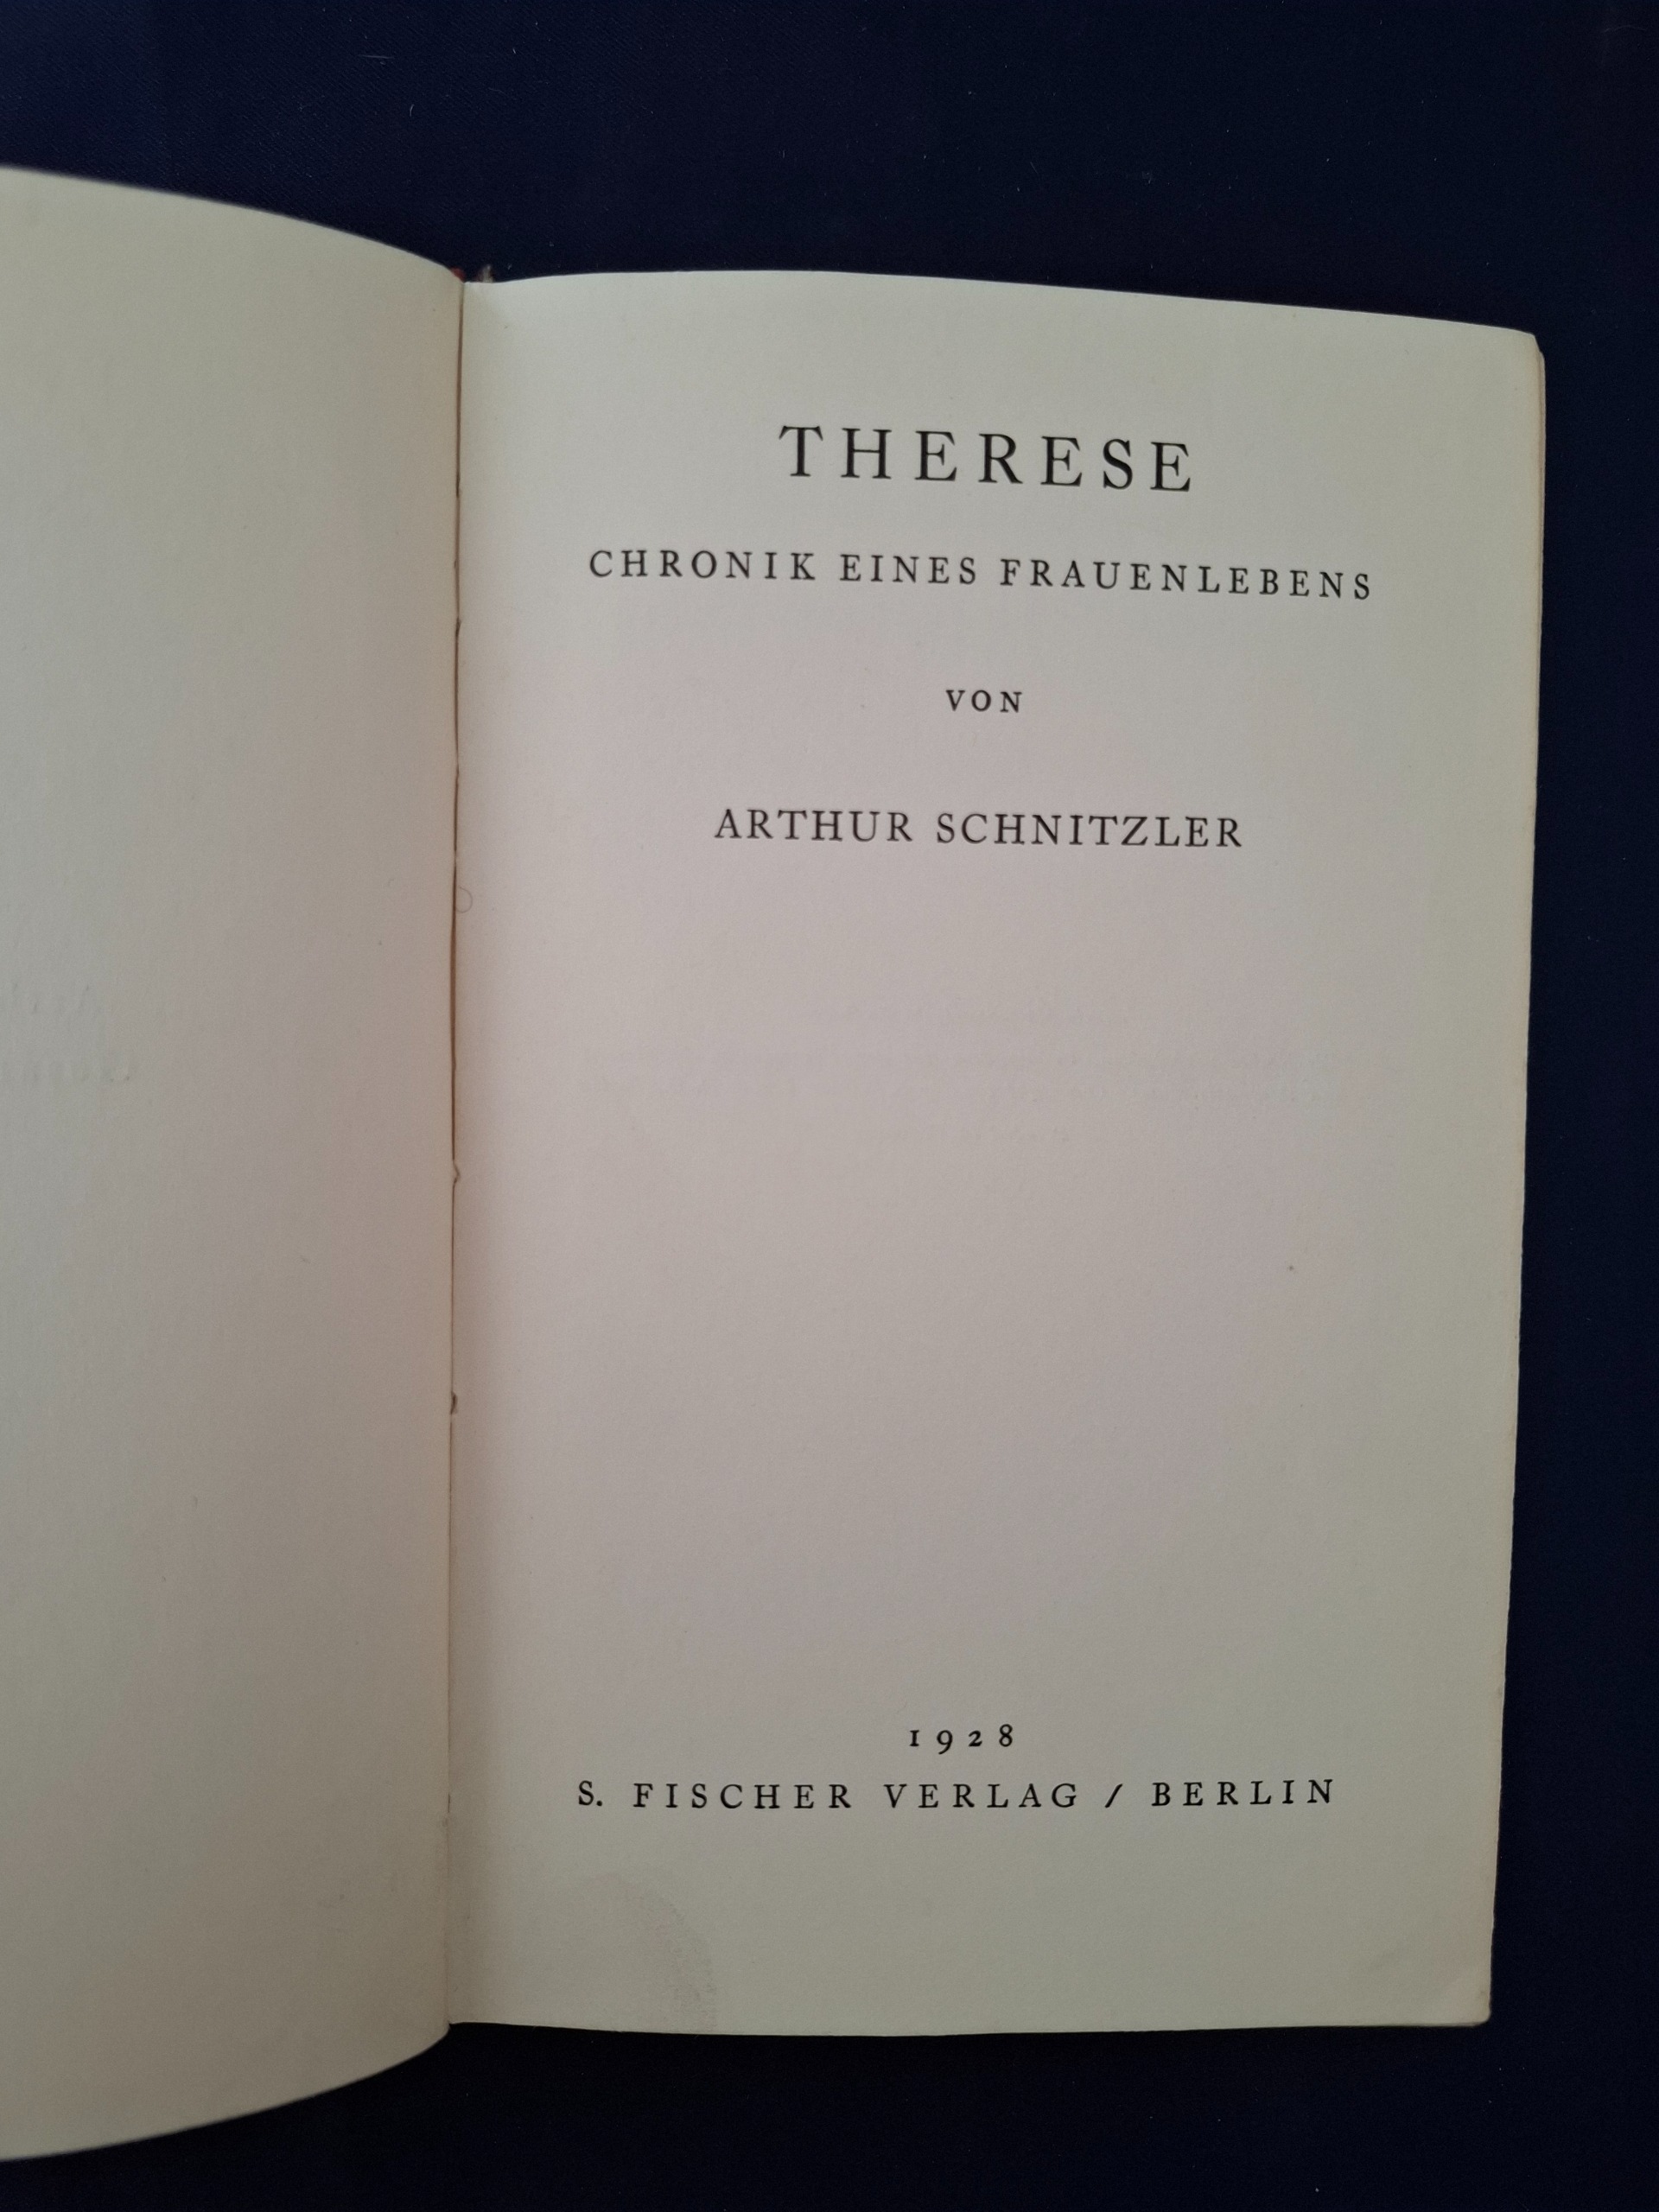 THERESE
CHRONIK EINES FRAUENLEBENS
VON
ARTHUR SCHNITZLER
1928
S. FISCHER VERLAG / BERLIN